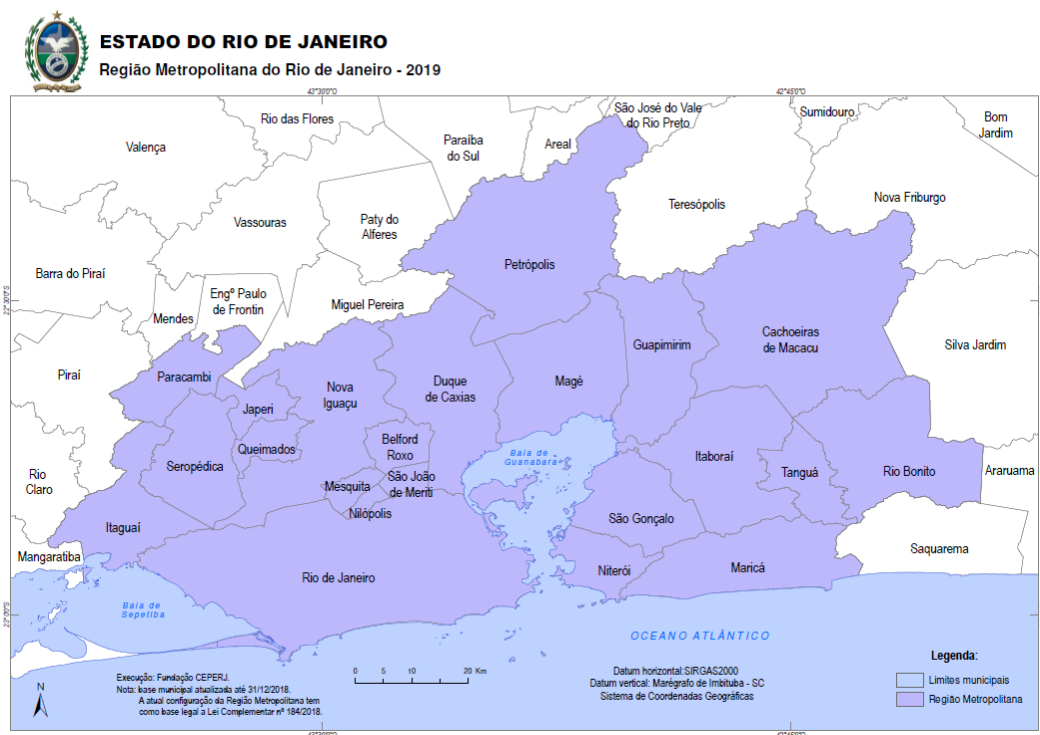 ESTADO DO RIO DE JANEIRO
Região Metropolitana do Rio de Janeiro - 2019
43°30'0"O
42°45'0"O
São José do Vale
do Rio Preto
Sumidouro
Bom
Jardim
Rio das Flores
Valença
Paraíba
do Sul
Areal
Nova Friburgo
Teresópolis
Vassouras
Paty do
Alferes
Petrópolis
Barra do Piraí
Engº Paulo
de Frontin
Miguel Pereira
Mendes
Cachoeiras
de Macacu
Guapimirim
Silva Jardim
Piraí
Paracambi
Nova
Iguaçu
Duque
de Caxias
Magé
Japeri
Belford
Roxo
Queimados
Baia de
Guanabara
Itaboraí
Seropédica
Tanguá
Rio Bonito
Araruama
Rio
Claro
São João
de Meriti
Mesquita
Nilópolis
São Gonçalo
Itaguaí
Mangaratiba
Saquarema
Rio de Janeiro
Niterói
Maricá
Baia de
Sepetiba
OCEANO ATLÂNTICO
Legenda:
Limites municipais
Região Metropolitana
0 5 10 20 Km
Datum horizontal:SIRGAS2000
Datum vertical: Marégrafo de Imbituba - SC
Sistema de Coordenadas Geográficas
N
Execução: Fundação CEPERJ.
Nota: base municipal atualizada até 31/12/2018.
A atual configuração da Região Metropolitana tem
como base legal a Lei Complementar nº 184/2018.